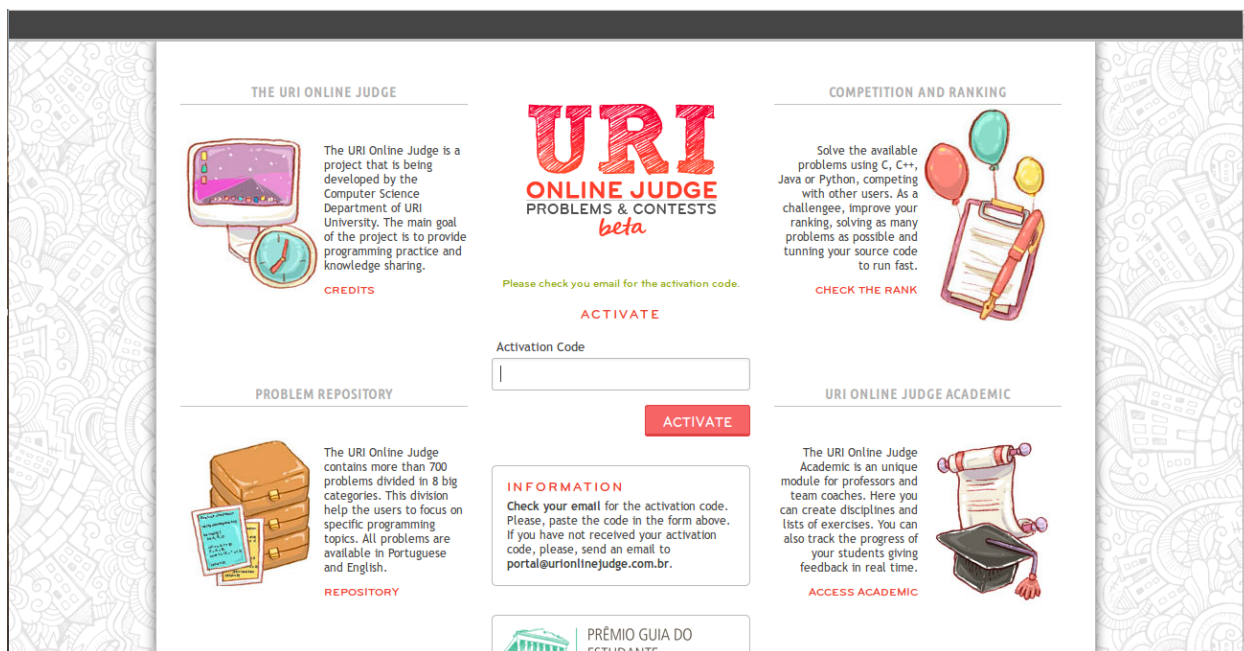 THE URI ONLINE JUDGE
The URI Online Judge is a
project that is being
developed by the
Computer Science
Department of URI
University. The main goal
of the project is to provide
programming practice and
knowledge sharing.
CREDITS
PROBLEM REPOSITORY
The URI Online Judge
contains more than 700
problems divided in 8 big
categories. This division
help the users to focus on
specific programming
topics. All problems are
available in Portuguese
and English.
REPOSITORY
URI
ONLINE JUDGE
PROBLEMS & CONTESTS
beta
Please check you email for the activation code.
ACTIVATE
Activation Code
ACTIVATE
INFORMATION
Check your email for the activation code.
Please, paste the code in the form above.
If you have not received your activation
code, please, send an email to
portal@urionlinejudge.com.br.
PRÊMIO GUIA DO
ESTUDANTE
COMPETITION AND RANKING
Solve the available
problems using C, C++,
Java or Python, competing
with other users. As a
challengee, improve your
ranking, solving as many
problems as possible and
tunning your source code
to run fast.
CHECK THE RANK
URI ONLINE JUDGE ACADEMIC
The URI Online Judge
Academic is an unique
module for professors and
team coaches. Here you
can create disciplines and
lists of exercises. You can
also track the progress of
your students giving
feedback in real time.
ACCESS ACADEMIC